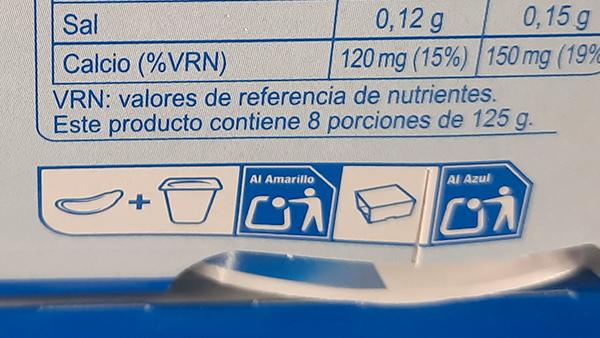 Sal 0,12 g 0,15 g
Calcio (%VRN) 120 mg (15%) 150 mg (19%
VRN: valores de referencia de nutrientes.
Este producto contiene 8 porciones de 125 g.
+ Al Amarillo Al Azul